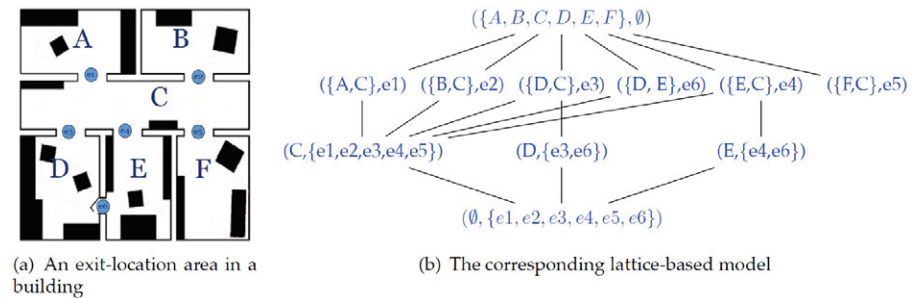 A
B
e1
e2
C
e3
e4
e5
D
E
F
e6
(a) An exit-location area in a
building
({A, B, C, D, E, F}, ∅)
({A,C},e1) ({B,C},e2) ({D,C},e3) ({D, E},e6) ({E,C},e4) ({F,C},e5)
(C,{e1,e2,e3,e4,e5}) (D,{e3,e6}) (E,{e4,e6})
(∅, {e1, e2, e3, e4, e5, e6})
(b) The corresponding lattice-based model